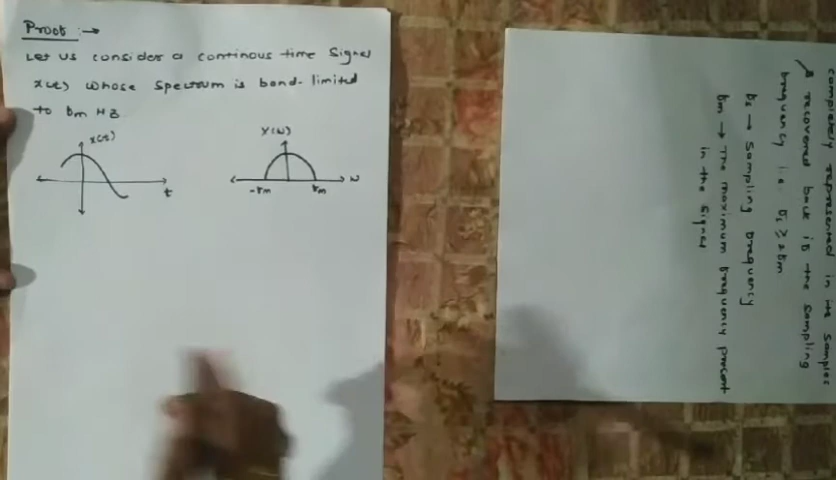 Proof :→
Let us consider a continous time signal
x(t) whose spectrum is band-limited
to fm HZ
x(t)
t
X(w)
-fm
fm
w
completely represented in its samples
& recovered back if the sampling
frequency i.e. fs ≥ 2fm
fs → Sampling frequency
fm → The maximum frequency present
in the signal